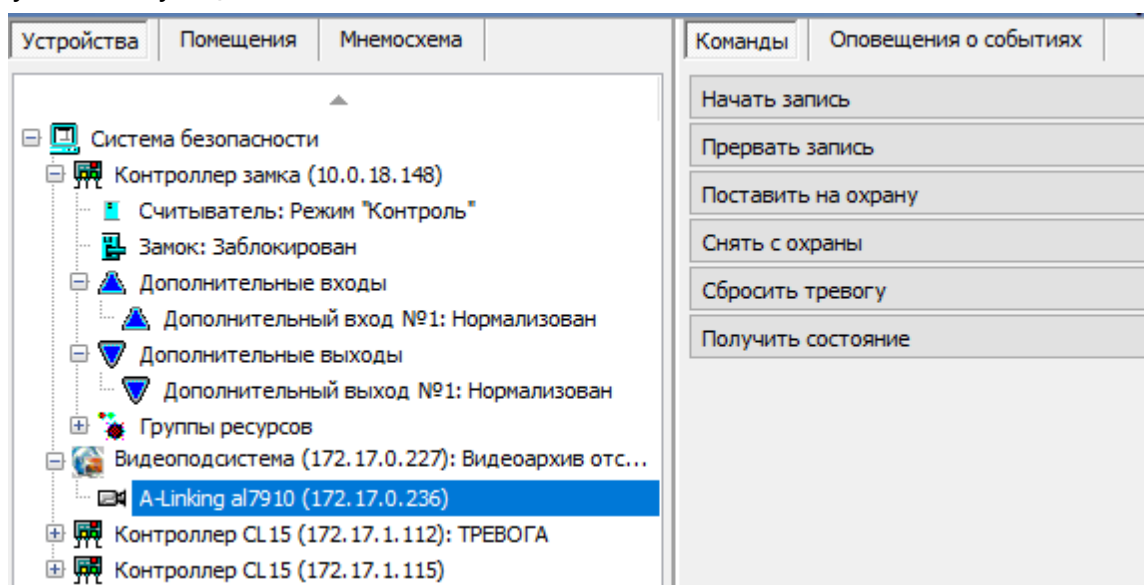 Устройства Помещения Мнемосхема
Команды Оповещения о событиях
Система безопасности
Контроллер замка (10.0.18.148)
Считыватель: Режим "Контроль"
Замок: Заблокирован
Дополнительные входы
Дополнительный вход №1: Нормализован
Дополнительные выходы
Дополнительный выход №1: Нормализован
Группы ресурсов
Видеоподсистема (172.17.0.227): Видеоархив отс...
A-Linking al7910 (172.17.0.236)
Контроллер CL15 (172.17.1.112): ТРЕВОГА
Контроллер CL15 (172.17.1.115)
Начать запись
Прервать запись
Поставить на охрану
Снять с охраны
Сбросить тревогу
Получить состояние